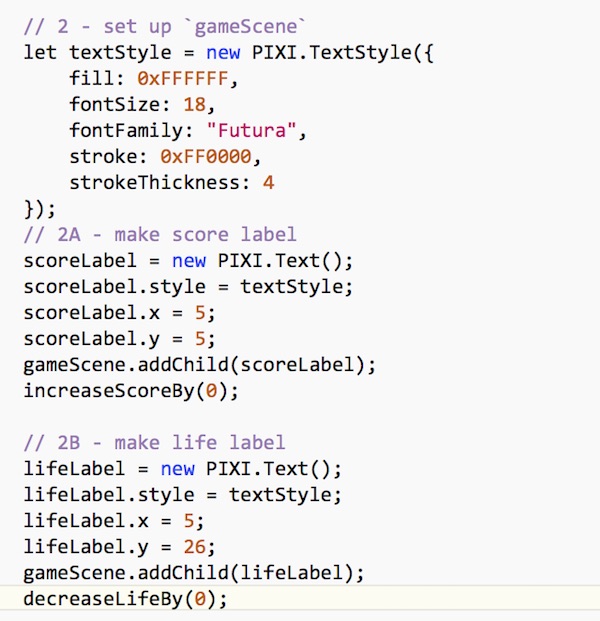 // 2 - set up `gameScene`
let textStyle = new PIXI.TextStyle({
    fill: 0xFFFFFF,
    fontSize: 18,
    fontFamily: "Futura",
    stroke: 0xFF0000,
    strokeThickness: 4
});
// 2A - make score label
scoreLabel = new PIXI.Text();
scoreLabel.style = textStyle;
scoreLabel.x = 5;
scoreLabel.y = 5;
gameScene.addChild(scoreLabel);
increaseScoreBy(0);

// 2B - make life label
lifeLabel = new PIXI.Text();
lifeLabel.style = textStyle;
lifeLabel.x = 5;
lifeLabel.y = 26;
gameScene.addChild(lifeLabel);
decreaseLifeBy(0);